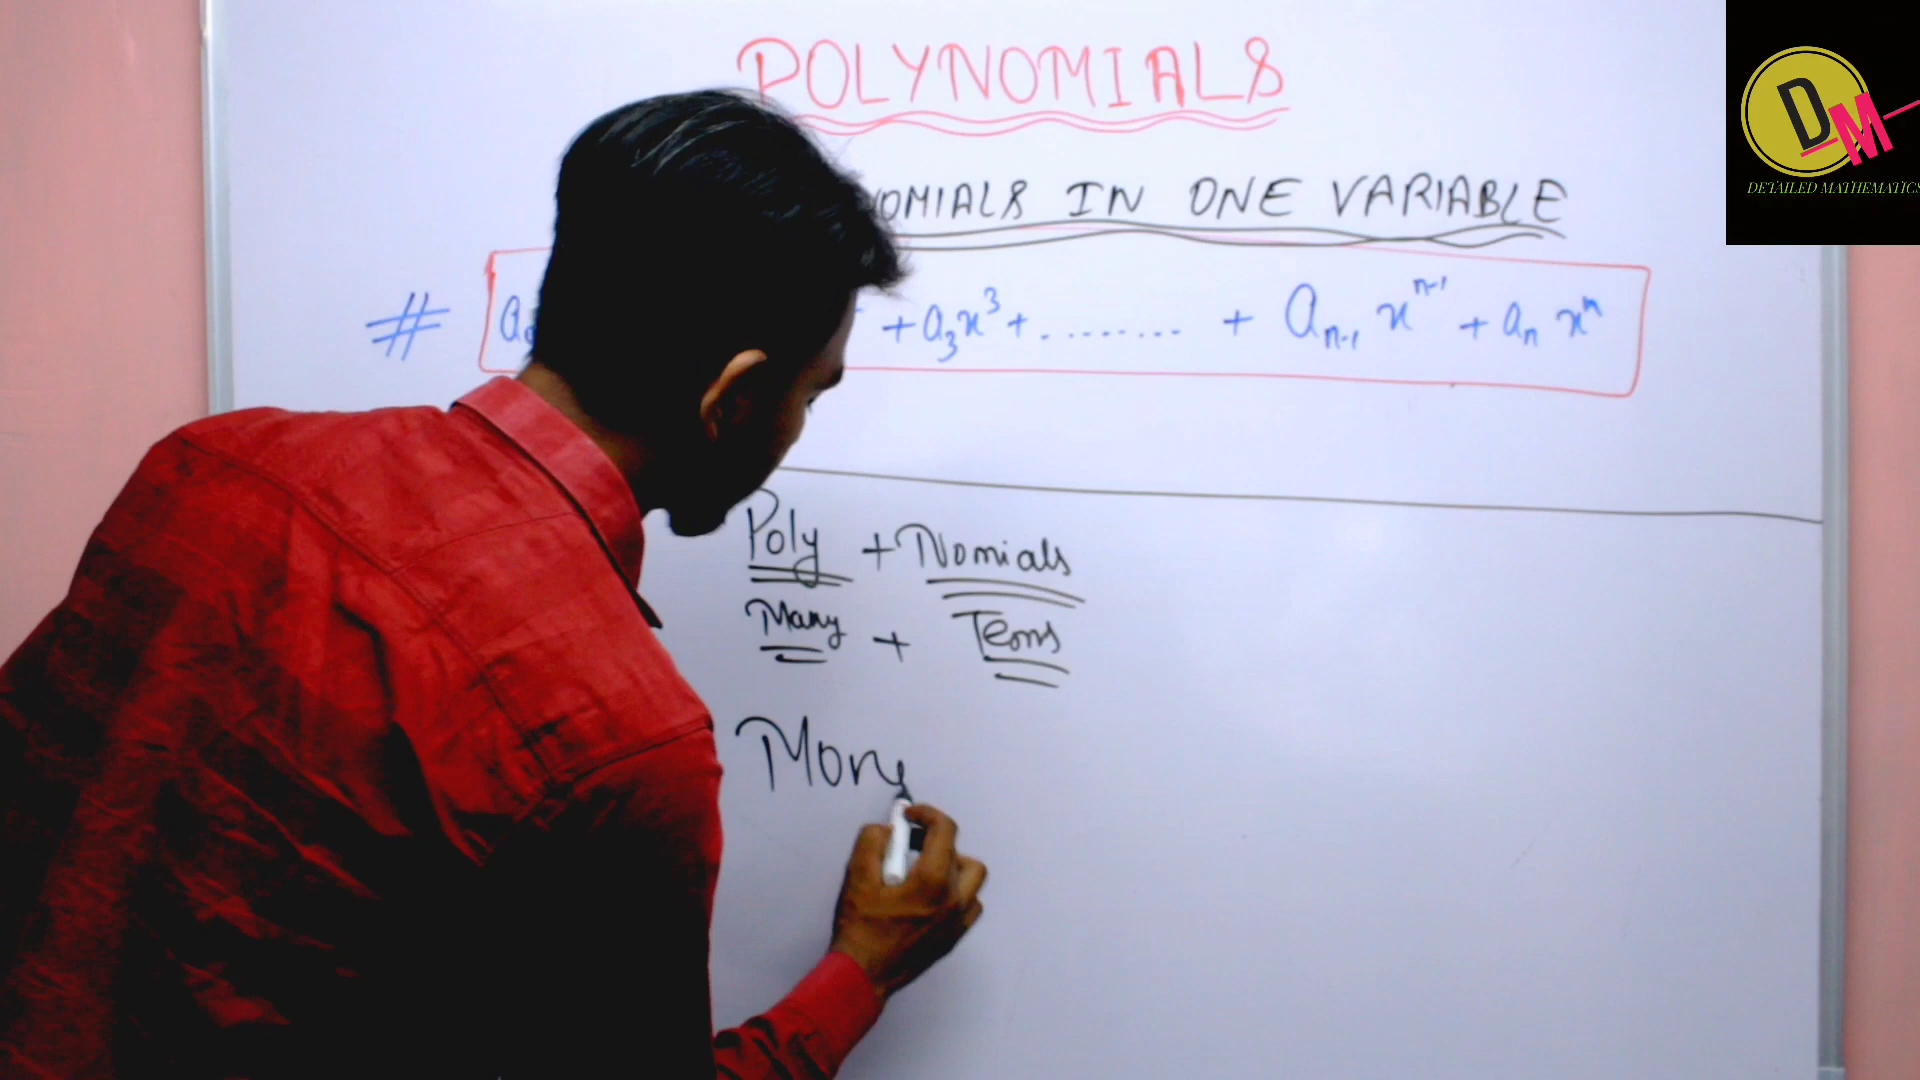 POLYNOMIALS
DM
DETAILED MATHEMATICS
NOMIALS IN ONE VARIABLE
# a₀ + a₃x³ + ......... + aₙ₋₁ xⁿ⁻¹ + aₙ xⁿ
Poly + Nomials
Many + Terms